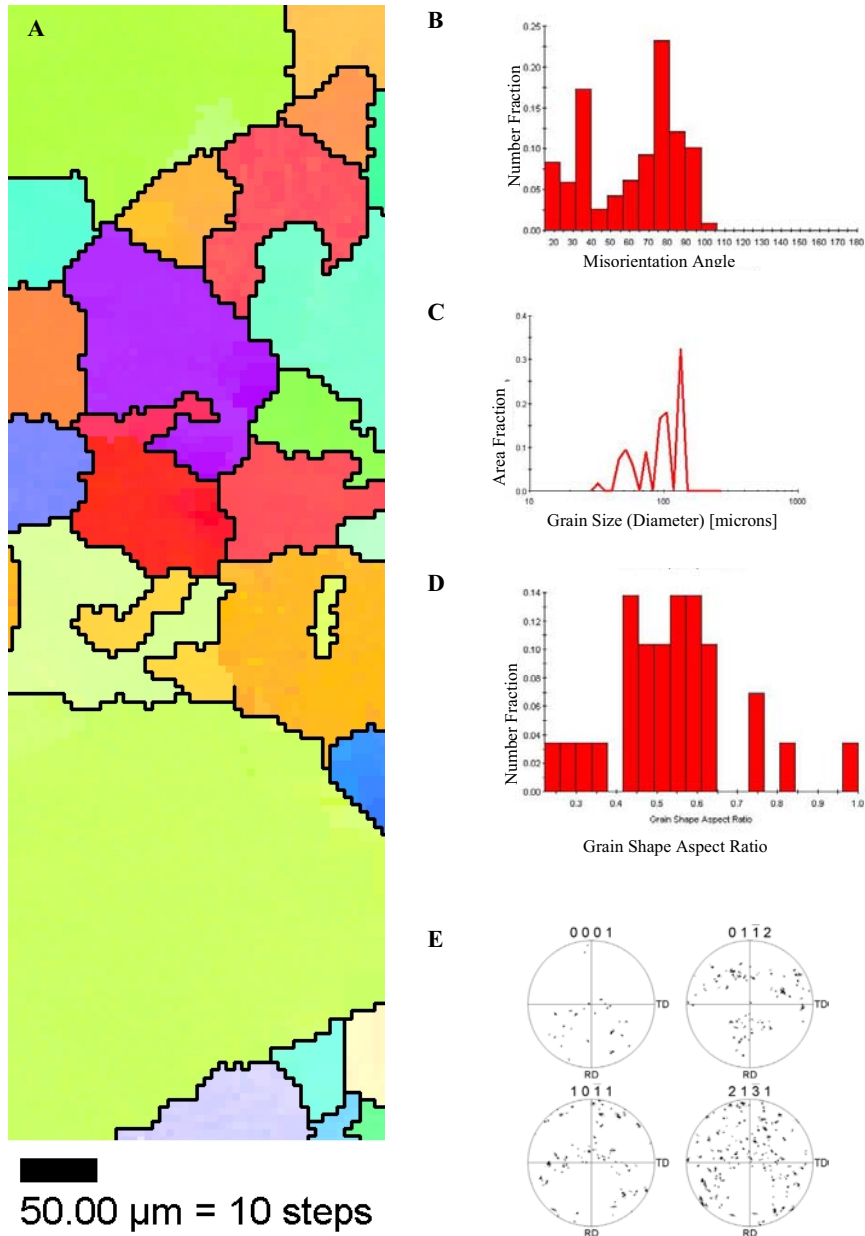 A
50.00 µm = 10 steps
B
Number Fraction
0.25
0.20
0.15
0.10
0.05
0.00
20 30 40 50 60 70 80 90 100 110 120 130 140 150 160 170 180
Misorientation Angle
C
Area Fraction
0.4
0.3
0.2
0.1
0.0
10 100 1000
Grain Size (Diameter) [microns]
D
Number Fraction
0.14
0.12
0.10
0.08
0.06
0.04
0.02
0.00
0.3 0.4 0.5 0.6 0.7 0.8 0.9 1.0
Grain Shape Aspect Ratio
Grain Shape Aspect Ratio
E
0 0 0 1
TD
RD
0 1 1̄ 2
TD
RD
1 0 1̄ 1
TD
RD
2 1 3̄ 1
TD
RD